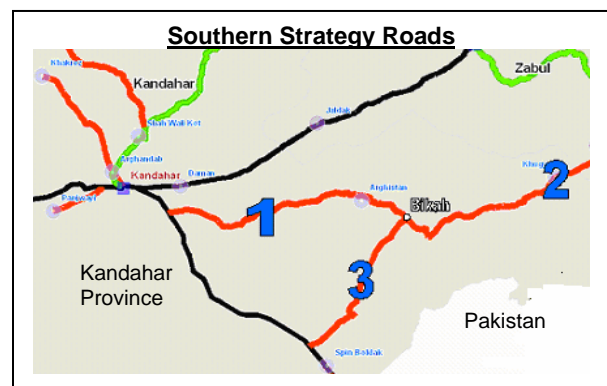 Southern Strategy Roads
Khakrez
Kandahar
Zabul
Shah Wali Kot
Jaldak
Arghandab
Kandahar
Daman
Panjwayi
Arghistan
2
1
Bikah
3
Kandahar
Province
Pakistan
Spin Boldak